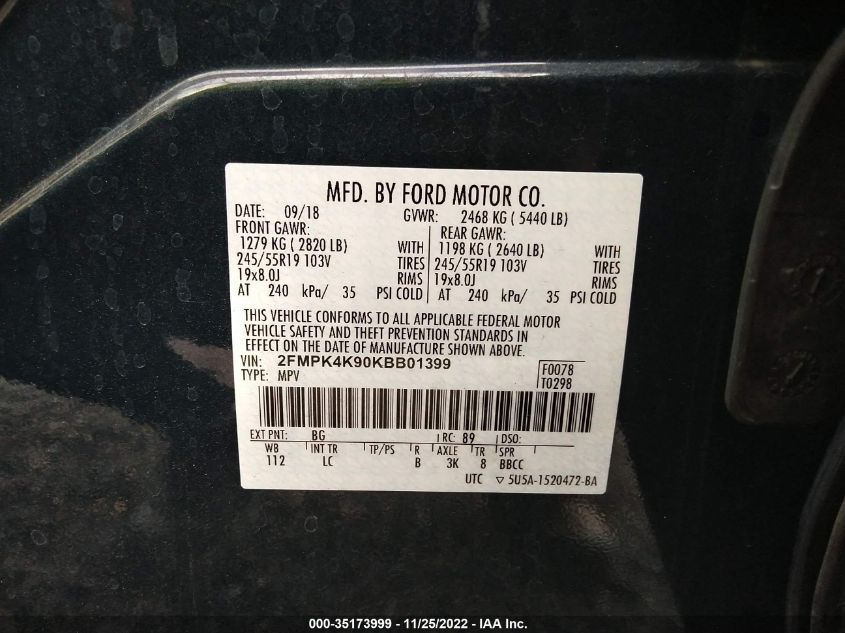 MFD. BY FORD MOTOR CO.
DATE: 09/18 GVWR: 2468 KG ( 5440 LB)
FRONT GAWR: REAR GAWR:
1279 KG ( 2820 LB) WITH 1198 KG ( 2640 LB) WITH
245/55R19 103V TIRES 245/55R19 103V TIRES
19x8.0J RIMS 19x8.0J RIMS
AT 240 kPa/ 35 PSI COLD AT 240 kPa/ 35 PSI COLD
THIS VEHICLE CONFORMS TO ALL APPLICABLE FEDERAL MOTOR
VEHICLE SAFETY AND THEFT PREVENTION STANDARDS IN
EFFECT ON THE DATE OF MANUFACTURE SHOWN ABOVE.
VIN: 2FMPK4K90KBB01399 F0078
TYPE: MPV T0298
EXT PNT: BG RC: 89 DSO:
WB INT TR TP/PS R AXLE TR SPR
112 LC B 3K 8 BBCC
UTC ▽ 5U5A-1520472-BA
000-35173999 - 11/25/2022 - IAA Inc.